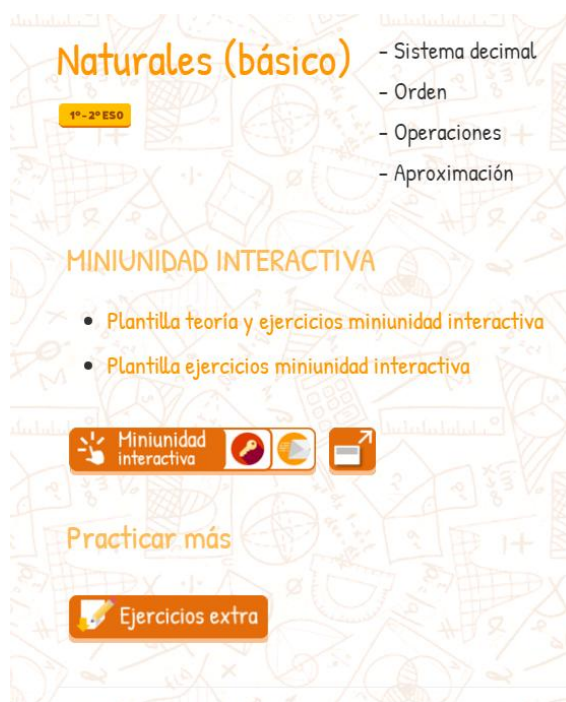 Naturales (básico)
1º - 2º ESO
- Sistema decimal
- Orden
- Operaciones
- Aproximación
MINIUNIDAD INTERACTIVA
Plantilla teoría y ejercicios miniunidad interactiva
Plantilla ejercicios miniunidad interactiva
Miniunidad
interactiva
Practicar más
Ejercicios extra